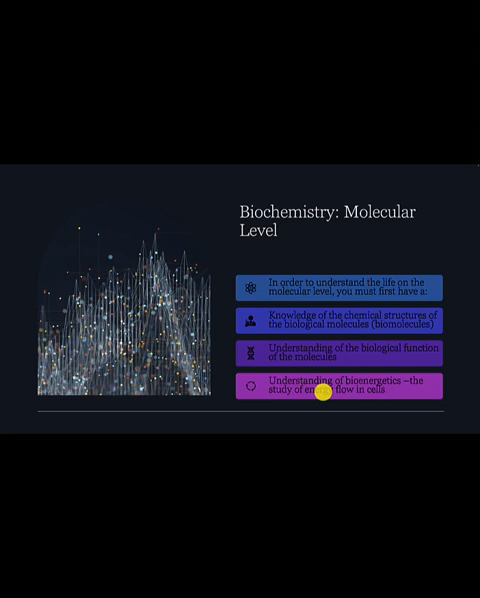 Biochemistry: Molecular
Level
In order to understand the life on the
molecular level, you must first have a:
Knowledge of the chemical structures of
the biological molecules (biomolecules)
Understanding of the biological function
of the molecules
Understanding of bioenergetics –the
study of energy flow in cells